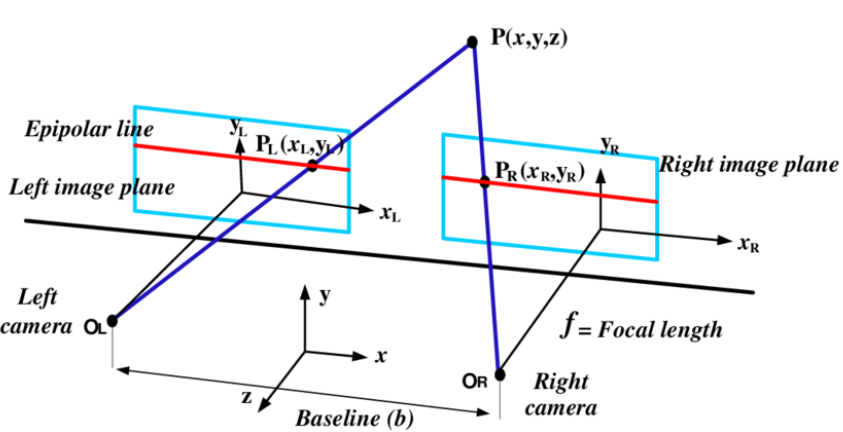 P(x,y,z)
Epipolar line
yL
PL(xL,yL)
yR
Left image plane
PR(xR,yR)
Right image plane
xL
xR
Left
camera
OL
y
x
z
f = Focal length
OR
Right
camera
Baseline (b)